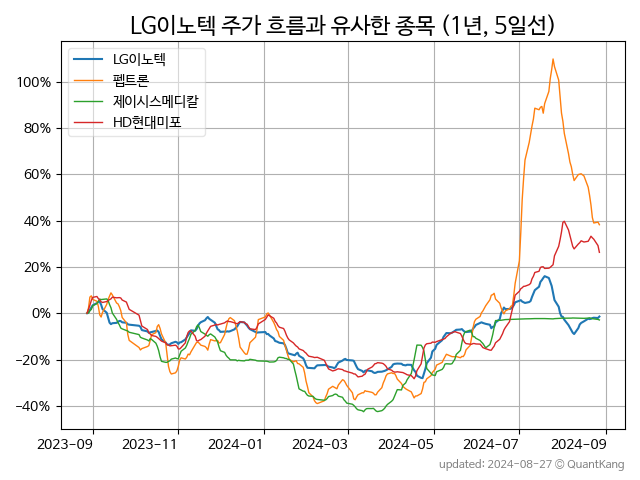 LG이노텍 주가 흐름과 유사한 종목 (1년, 5일선)
LG이노텍
펩트론
제이시스메디칼
HD현대미포
100%
80%
60%
40%
20%
0%
−20%
−40%
2023-09
2023-11
2024-01
2024-03
2024-05
2024-07
2024-09
updated: 2024-08-27 © QuantKang